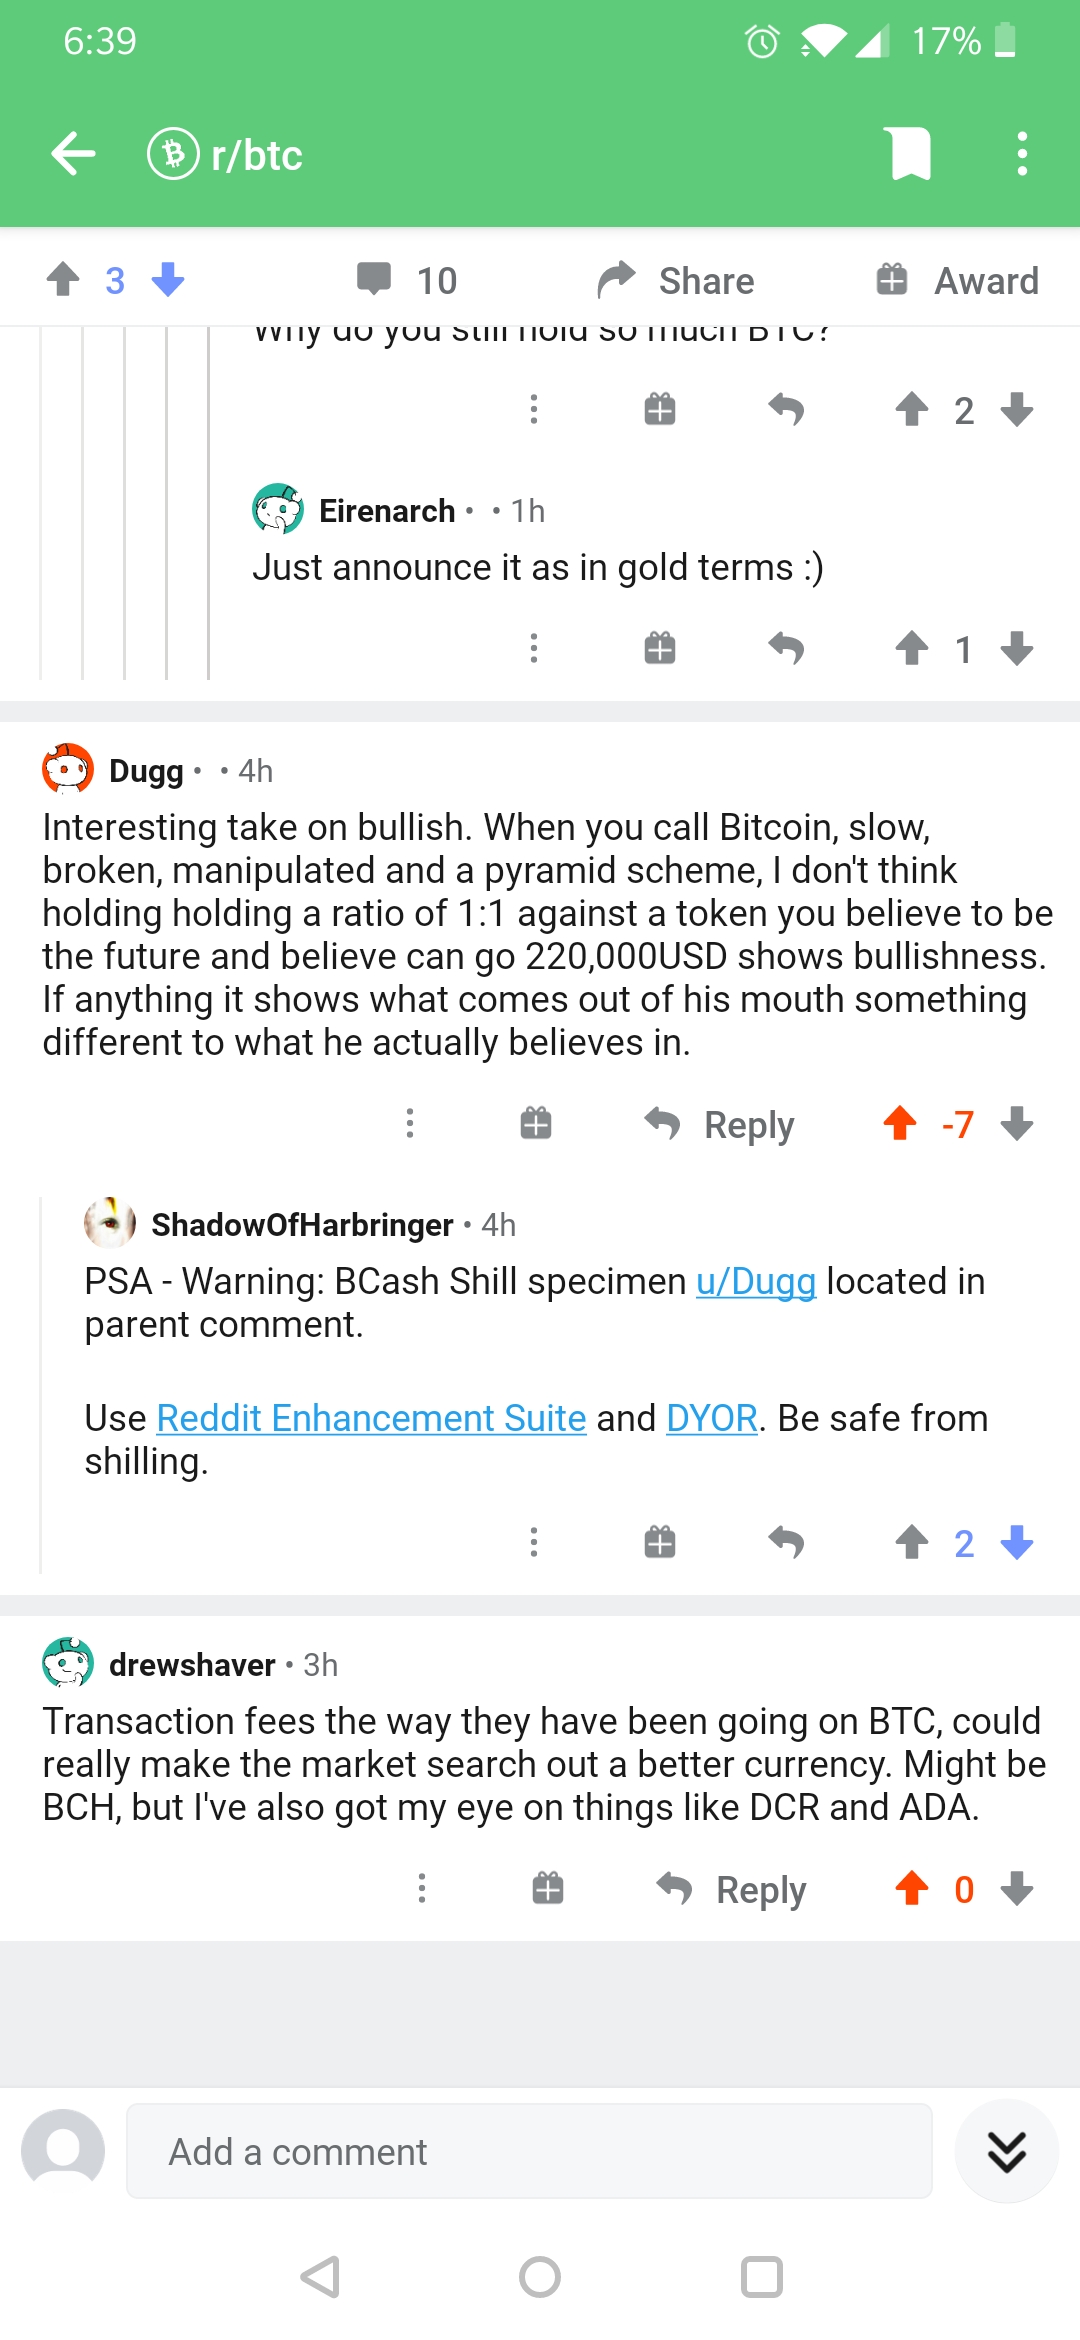 6:39
17%
r/btc
3
10
Share
Award
Why do you still hold so much BTC?
2
Eirenarch • • 1h
Just announce it as in gold terms :)
1
Dugg • • 4h
Interesting take on bullish. When you call Bitcoin, slow,
broken, manipulated and a pyramid scheme, I don't think
holding holding a ratio of 1:1 against a token you believe to be
the future and believe can go 220,000USD shows bullishness.
If anything it shows what comes out of his mouth something
different to what he actually believes in.
Reply
-7
ShadowOfHarbringer • 4h
PSA - Warning: BCash Shill specimen u/Dugg located in
parent comment.
Use Reddit Enhancement Suite and DYOR. Be safe from
shilling.
2
drewshaver • 3h
Transaction fees the way they have been going on BTC, could
really make the market search out a better currency. Might be
BCH, but I've also got my eye on things like DCR and ADA.
Reply
0
Add a comment